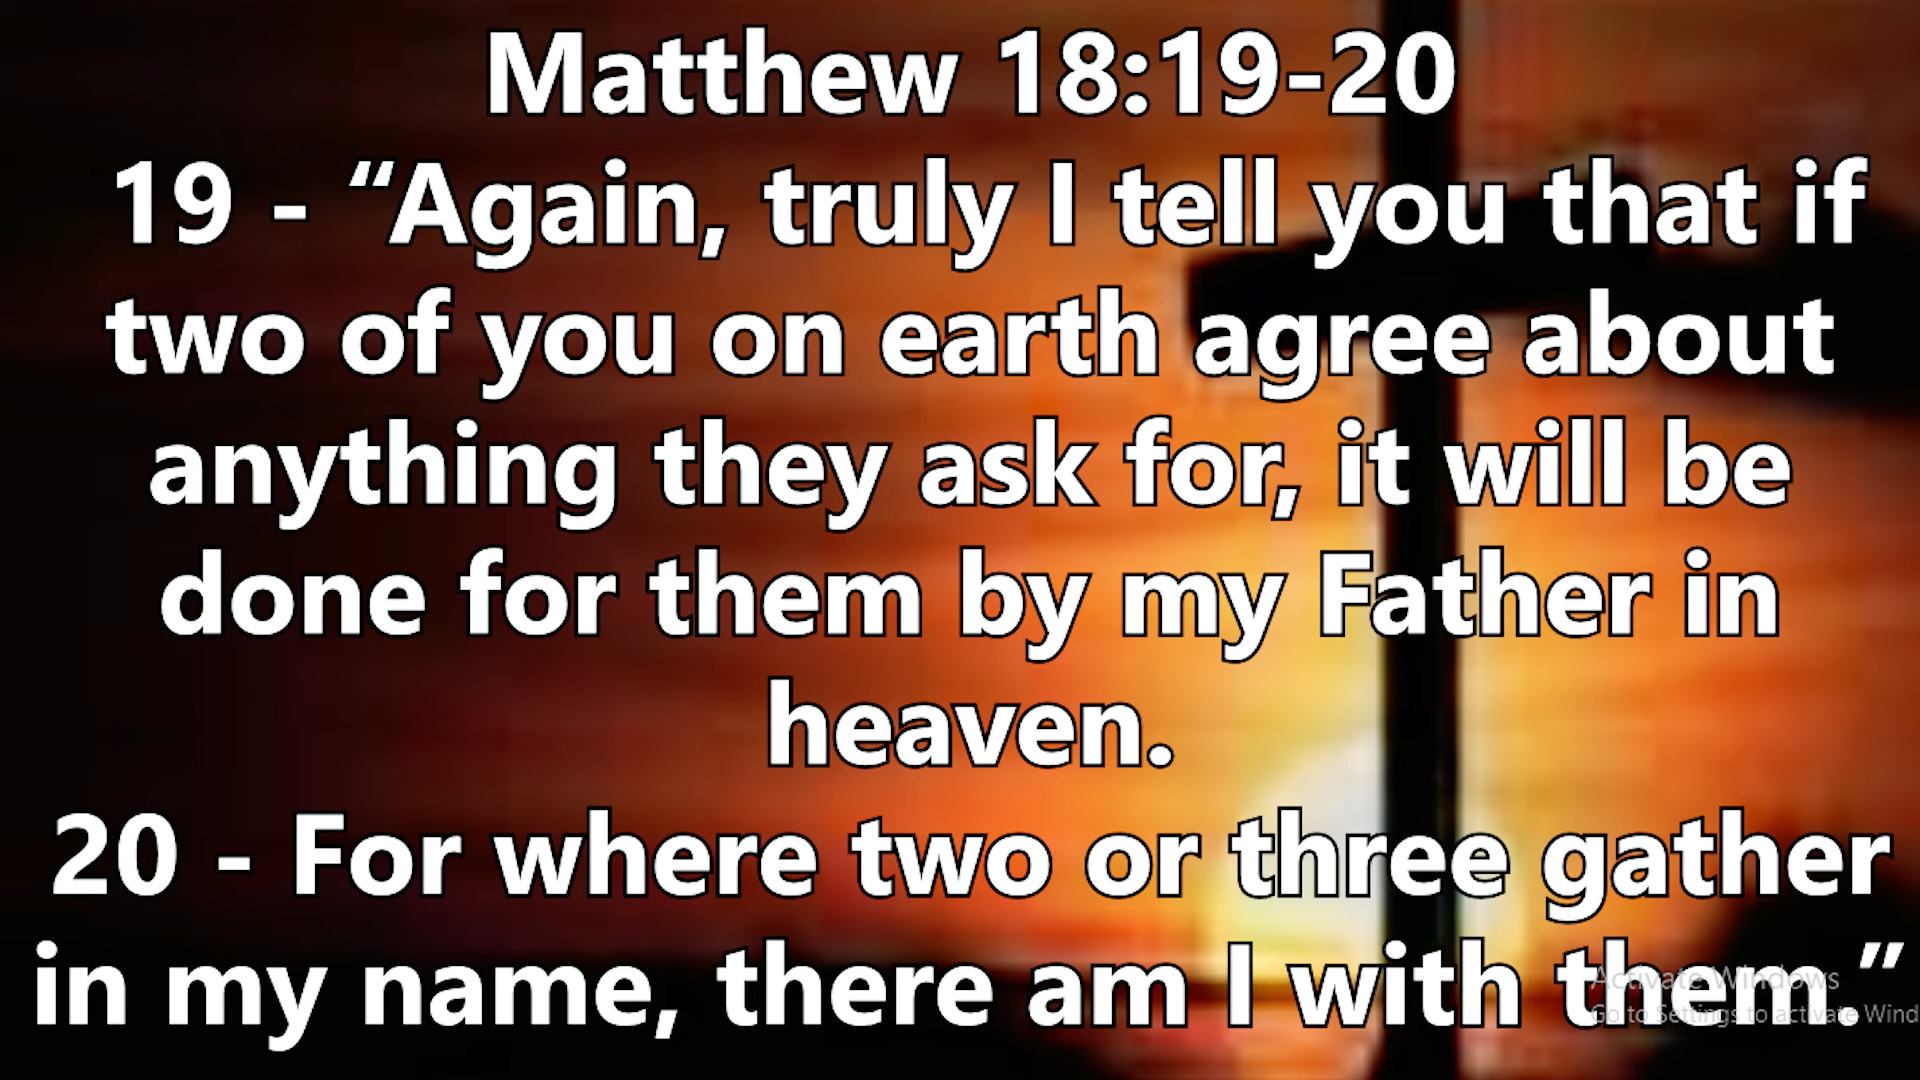 Matthew 18:19-20
19 - “Again, truly I tell you that if
two of you on earth agree about
anything they ask for, it will be
done for them by my Father in
heaven.
20 - For where two or three gather
in my name, there am I with them.”
Activate Windows
Go to Settings to activate Wind